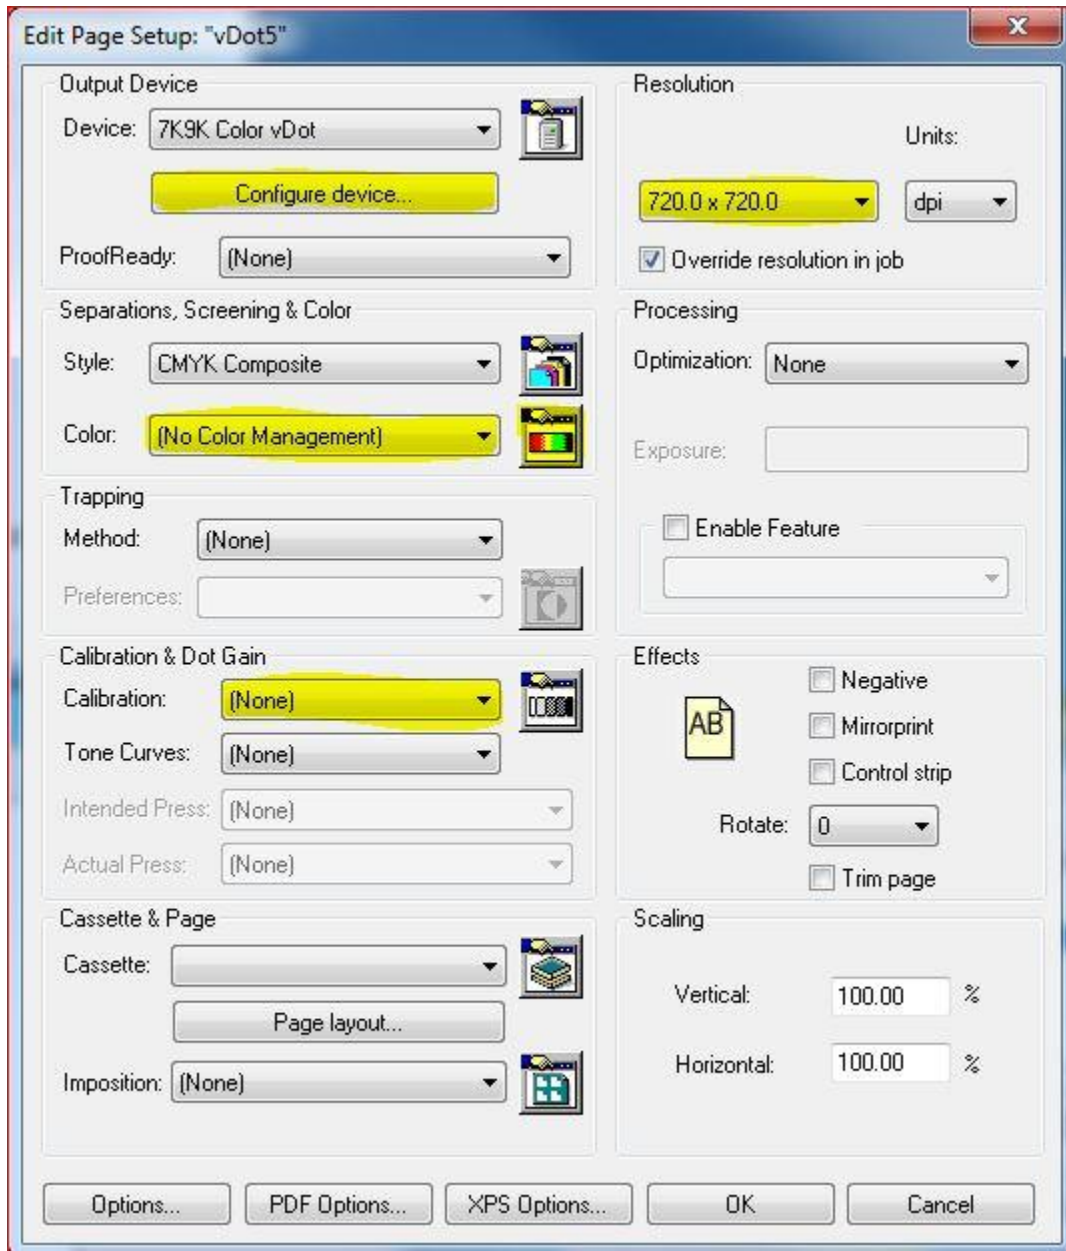 Edit Page Setup: "vDot5"
Output Device
Device: 7K9K Color vDot
Configure device...
ProofReady: (None)
Resolution
Units:
720.0 x 720.0 dpi
Override resolution in job
Separations, Screening & Color
Style: CMYK Composite
Color: (No Color Management)
Processing
Optimization: None
Exposure:
Enable Feature
Trapping
Method: (None)
Preferences:
Calibration & Dot Gain
Calibration: (None)
Tone Curves: (None)
Intended Press: (None)
Actual Press: (None)
Effects
AB
Negative
Mirrorprint
Control strip
Rotate: 0
Trim page
Cassette & Page
Cassette:
Page layout...
Imposition: (None)
Scaling
Vertical: 100.00 %
Horizontal: 100.00 %
Options... PDF Options... XPS Options... OK Cancel